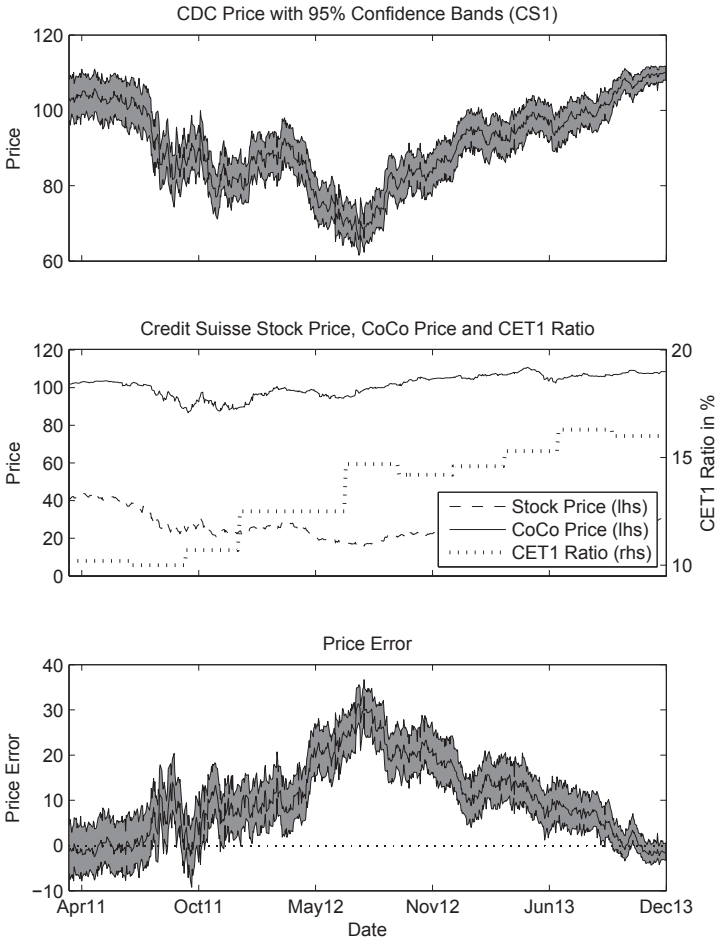 CDC Price with 95% Confidence Bands (CS1)
120
100
80
60
Price
Credit Suisse Stock Price, CoCo Price and CET1 Ratio
120
100
80
60
40
20
0
Price
20
15
10
CET1 Ratio in %
Stock Price (lhs)
CoCo Price (lhs)
CET1 Ratio (rhs)
Price Error
40
30
20
10
0
−10
Price Error
Apr11 Oct11 May12 Nov12 Jun13 Dec13
Date